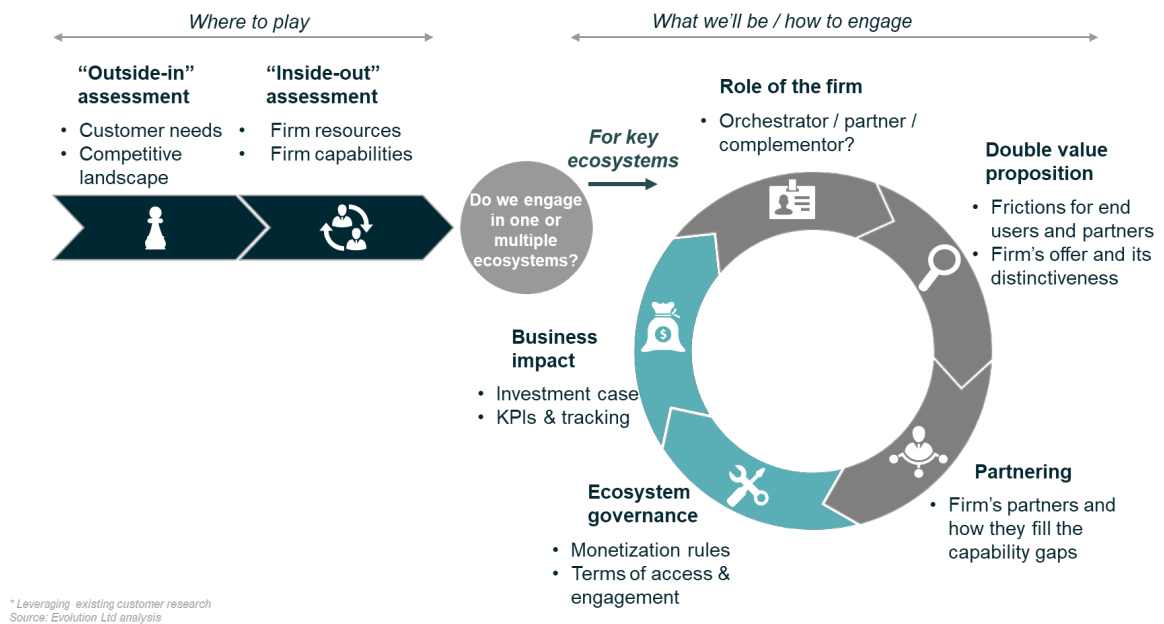 Where to play
What we'll be / how to engage
“Outside-in”
assessment
• Customer needs
• Competitive
landscape
“Inside-out”
assessment
• Firm resources
• Firm capabilities
Do we engage
in one or
multiple
ecosystems?
For key
ecosystems
Role of the firm
• Orchestrator / partner /
complementor?
Double value
proposition
• Frictions for end
users and partners
• Firm's offer and its
distinctiveness
Partnering
• Firm's partners and
how they fill the
capability gaps
Ecosystem
governance
• Monetization rules
• Terms of access &
engagement
Business
impact
• Investment case
• KPIs & tracking
$
* Leveraging existing customer research
Source: Evolution Ltd analysis